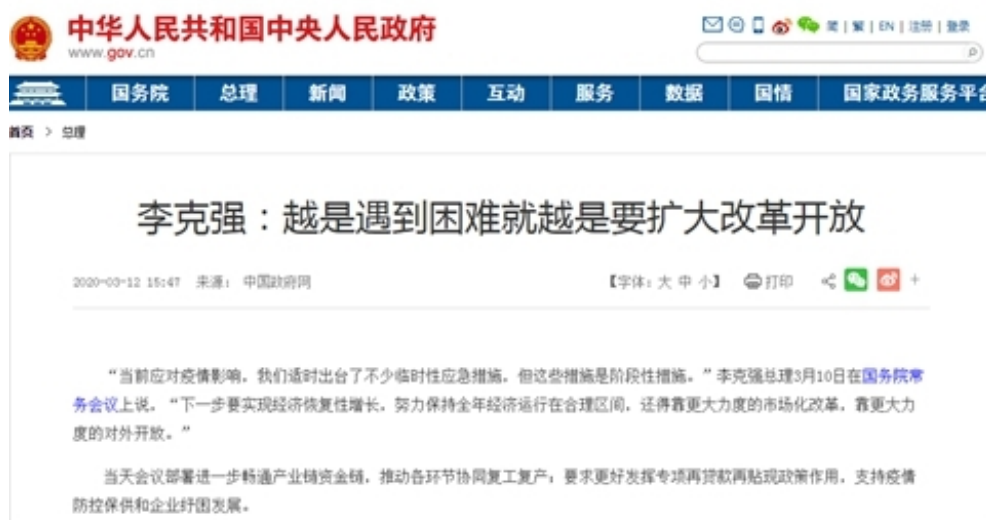 中华人民共和国中央人民政府
www.gov.cn
简 | 繁 | EN | 注册 | 登录
国务院 总理 新闻 政策 互动 服务 数据 国情 国家政务服务平台
首页 > 总理
李克强：越是遇到困难就越是要扩大改革开放
2020-03-12 15:47 来源： 中国政府网 【字体：大 中 小】 打印 +
“当前应对疫情影响，我们适时出台了不少临时性应急措施，但这些措施是阶段性措施。”李克强总理3月10日在国务院常
务会议上说，“下一步要实现经济恢复性增长，努力保持全年经济运行在合理区间，还得靠更大力度的市场化改革，靠更大力
度的对外开放。”
当天会议部署进一步畅通产业链资金链，推动各环节协同复工复产；要求更好发挥专项再贷款再贴现政策作用，支持疫情
防控保供和企业纾困发展。